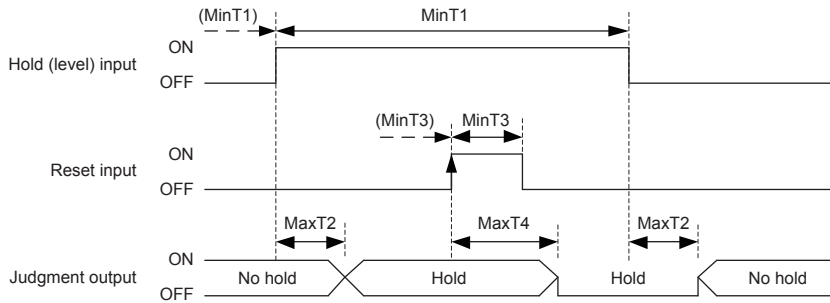 (MinT1) MinT1
Hold (level) input ON
OFF
(MinT3) MinT3
Reset input ON
OFF
MaxT2 MaxT4 MaxT2
Judgment output ON
No hold Hold Hold No hold
OFF